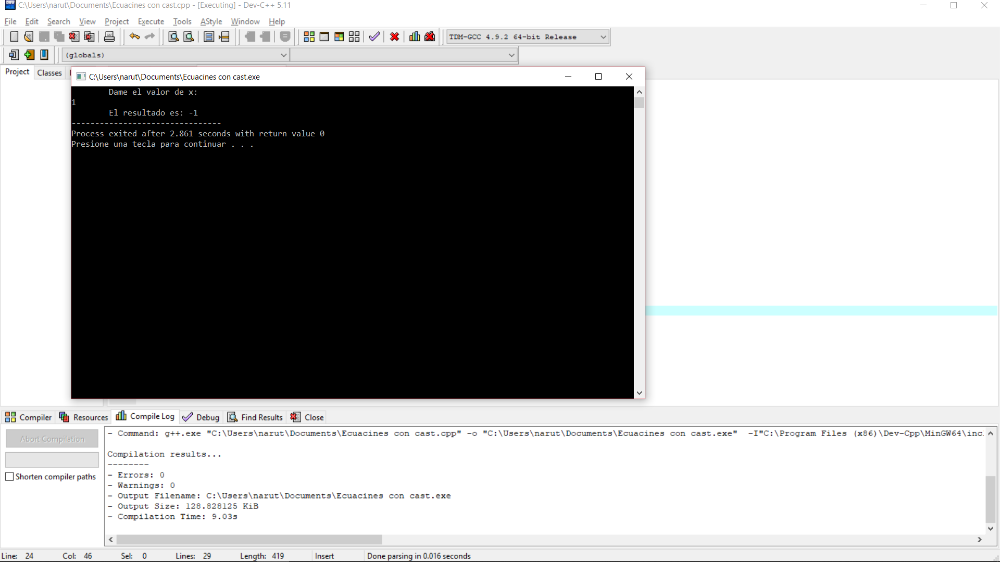 C:\Users\narut\Documents\Ecuacines con cast.cpp - [Executing] - Dev-C++ 5.11
File Edit Search View Project Execute Tools AStyle Window Help
TDM-GCC 4.9.2 64-bit Release
(globals)
Project Classes
C:\Users\narut\Documents\Ecuacines con cast.exe
Dame el valor de x:
1
El resultado es: -1
--------------------------------
Process exited after 2.861 seconds with return value 0
Presione una tecla para continuar . . .
Compiler Resources Compile Log Debug Find Results Close
Abort Compilation
Shorten compiler paths
- Command: g++.exe "C:\Users\narut\Documents\Ecuacines con cast.cpp" -o "C:\Users\narut\Documents\Ecuacines con cast.exe"  -I"C:\Program Files (x86)\Dev-Cpp\MinGW64\inc
Compilation results...
--------
- Errors: 0
- Warnings: 0
- Output Filename: C:\Users\narut\Documents\Ecuacines con cast.exe
- Output Size: 128.828125 KiB
- Compilation Time: 9.03s
Line: 24 Col: 46 Sel: 0 Lines: 29 Length: 419 Insert Done parsing in 0.016 seconds